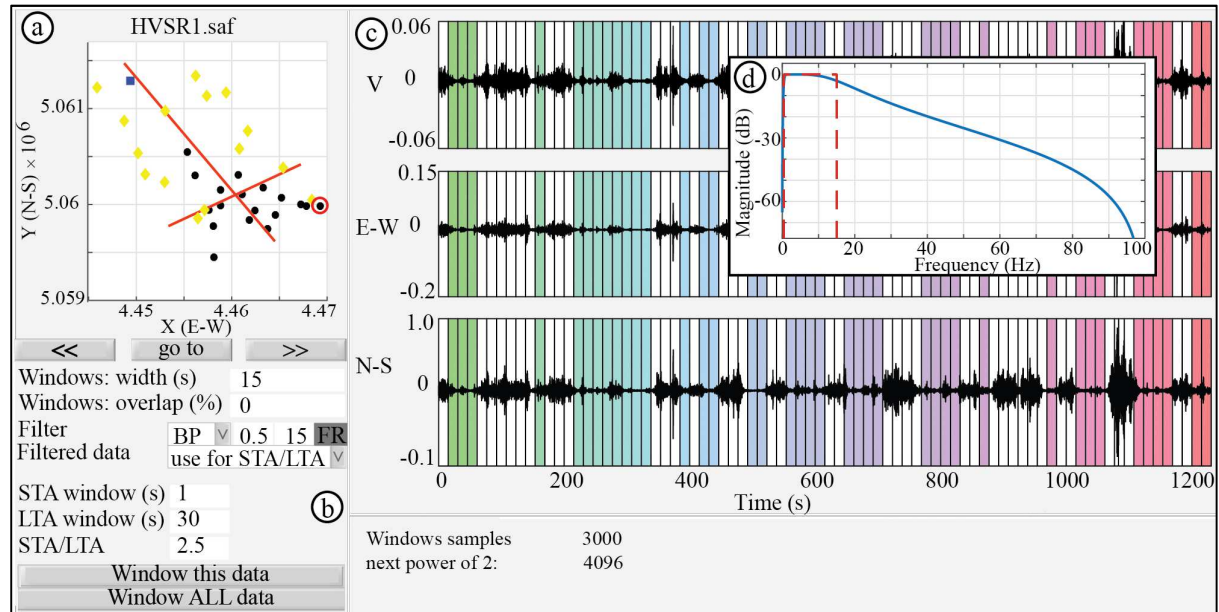 a
HVSR1.saf
Y (N-S) × 10⁶
5.061
5.06
5.059
4.45 4.46 4.47
X (E-W)
<< go to >>
Windows: width (s) 15
Windows: overlap (%) 0
Filter BP V 0.5 15 FR
Filtered data use for STA/LTA V
STA window (s) 1
LTA window (s) 30
STA/LTA 2.5
b
Window this data
Window ALL data
c
0.06
V 0
-0.06
0.15
E-W 0
-0.2
1.0
N-S 0
-0.1
0 200 400 600 800 1000 1200
Time (s)
d
Magnitude (dB)
0
-30
-60
0 20 40 60 80 100
Frequency (Hz)
Windows samples 3000
next power of 2: 4096